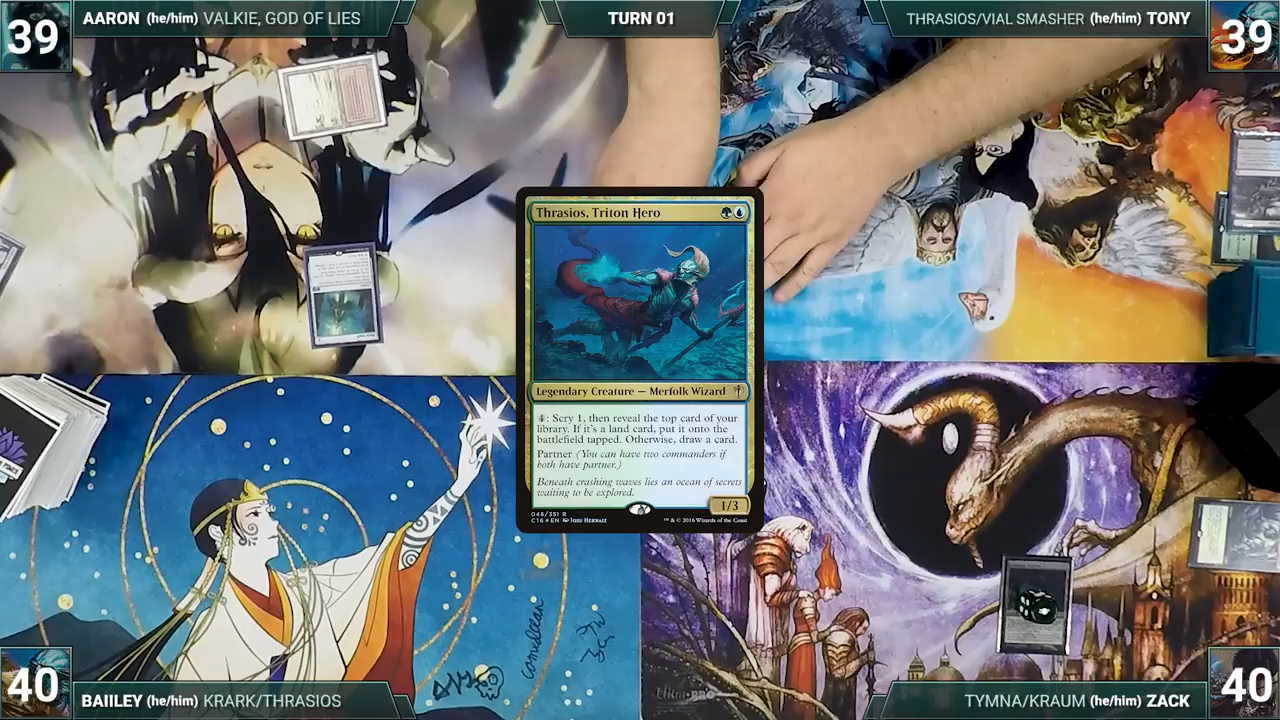 39
AARON (he/him) VALKIE, GOD OF LIES
TURN 01
THRASIOS/VIAL SMASHER (he/him) TONY
39
Thrasios, Triton Hero
Legendary Creature — Merfolk Wizard
4: Scry 1, then reveal the top card of your
library. If it's a land card, put it onto the
battlefield tapped. Otherwise, draw a card.
Partner (You can have two commanders if
both have partner.)
Beneath crashing waves lies an ocean of secrets
waiting to be explored.
1/3
046/351 R
C16 EN Josu Hernaiz
™ & © 2016 Wizards of the Coast
40
BAIILEY (he/him) KRARK/THRASIOS
Ultra PRO
TYMNA/KRAUM (he/him) ZACK
40